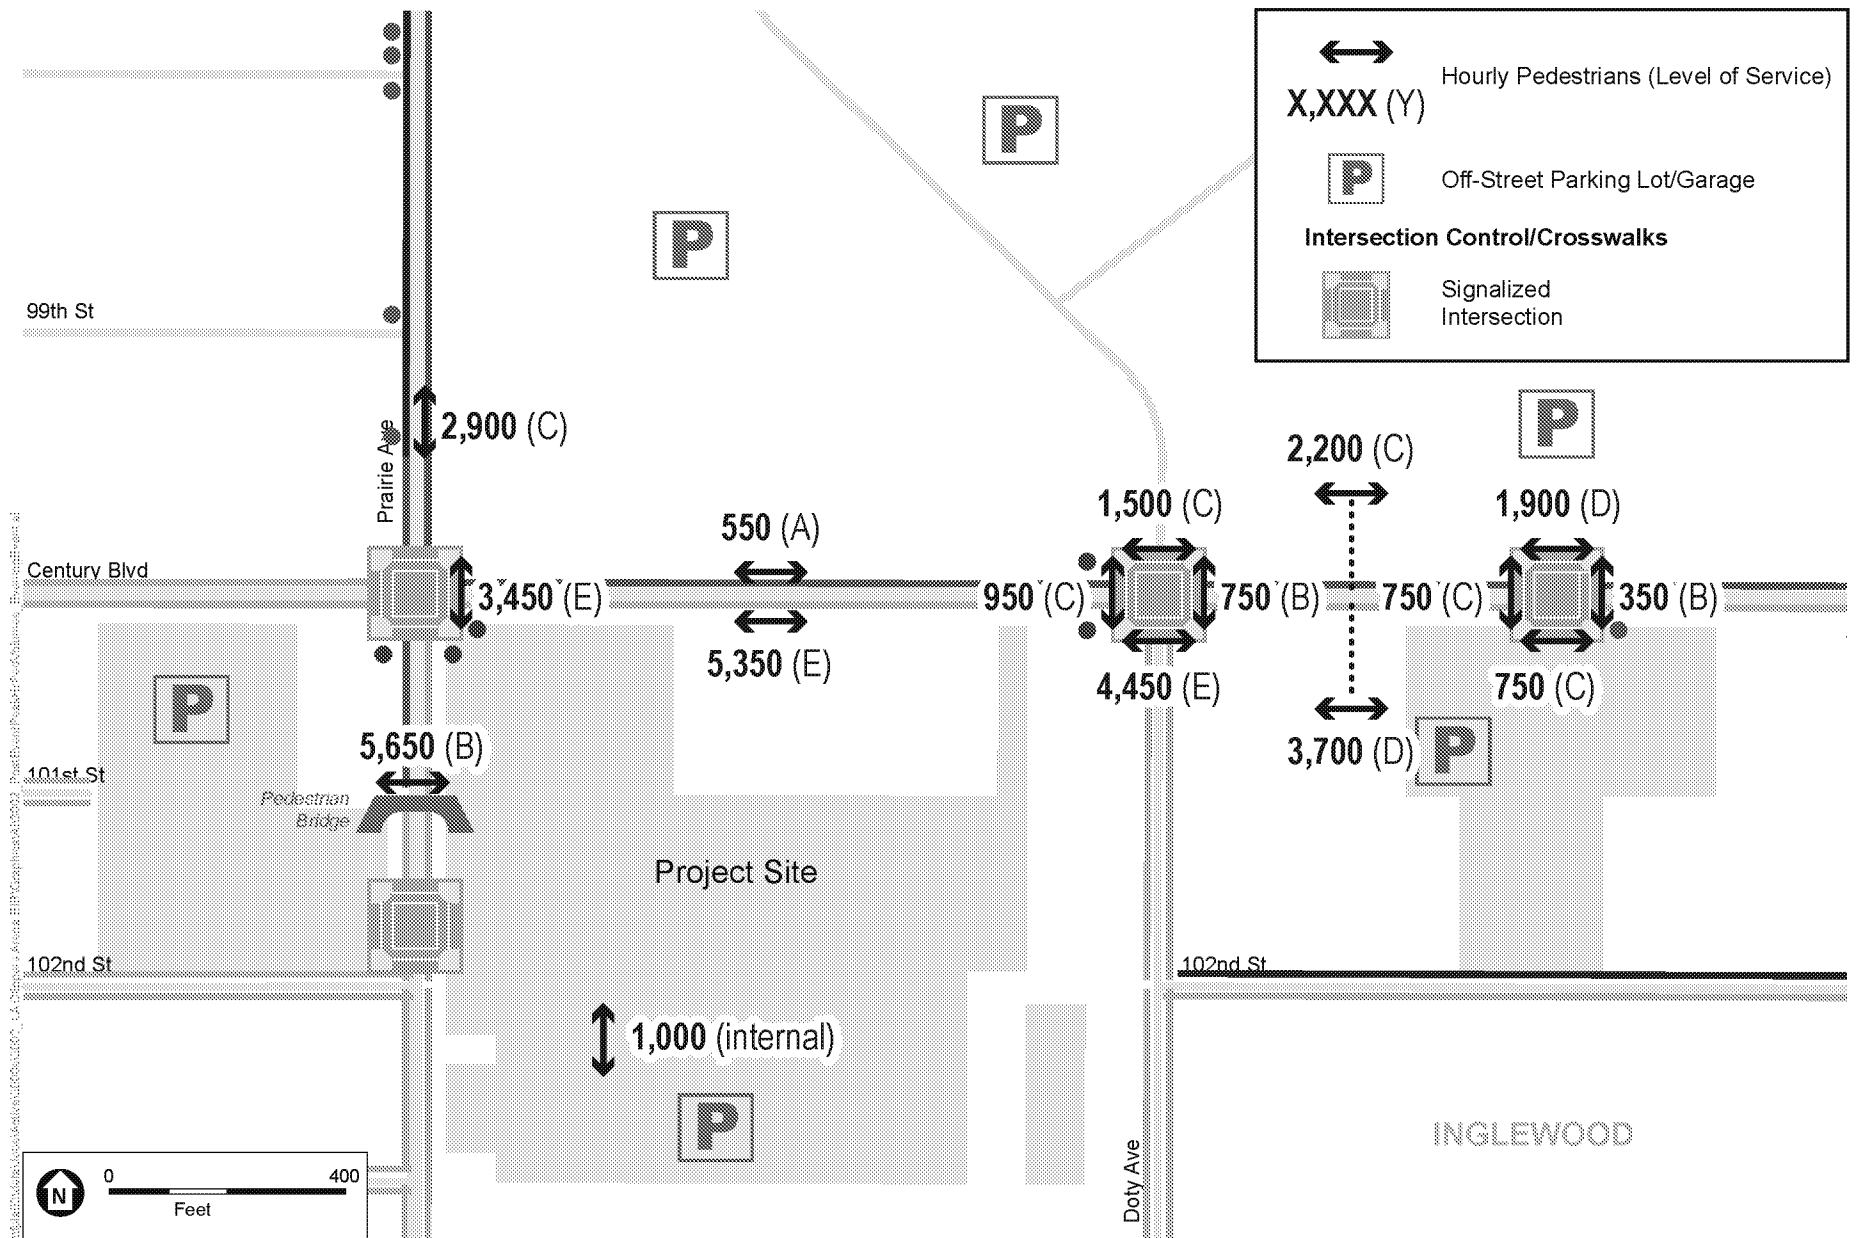 Hourly Pedestrians (Level of Service)
X,XXX (Y)
P
Off-Street Parking Lot/Garage
Intersection Control/Crosswalks
Signalized
Intersection
P
P
99th St
2,900 (C)
Prairie Ave
P
2,200 (C)
1,500 (C)
1,900 (D)
550 (A)
Century Blvd
3,450 (E)
950 (C)
750 (B)
750 (C)
350 (B)
5,350 (E)
4,450 (E)
750 (C)
P
5,650 (B)
3,700 (D)
P
101st St
Pedestrian
Bridge
Project Site
102nd St
102nd St
1,000 (internal)
P
INGLEWOOD
Doty Ave
N
0
400
Feet